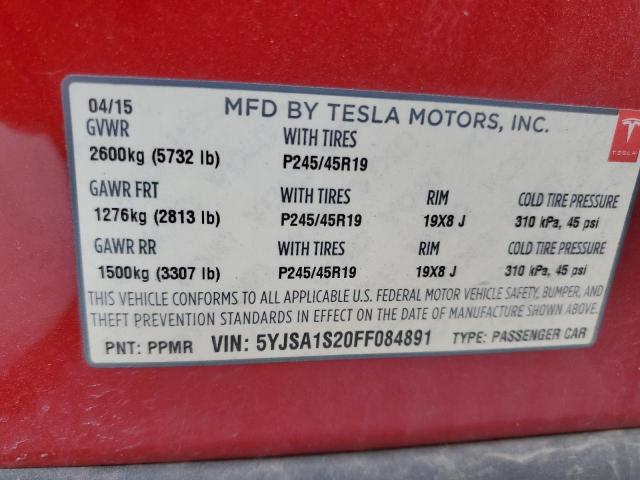 04/15 MFD BY TESLA MOTORS, INC.
GVWR WITH TIRES
2600kg (5732 lb) P245/45R19
TESLA
GAWR FRT WITH TIRES RIM COLD TIRE PRESSURE
1276kg (2813 lb) P245/45R19 19X8 J 310 kPa, 45 psi
GAWR RR WITH TIRES RIM COLD TIRE PRESSURE
1500kg (3307 lb) P245/45R19 19X8 J 310 kPa, 45 psi
THIS VEHICLE CONFORMS TO ALL APPLICABLE U.S. FEDERAL MOTOR VEHICLE SAFETY, BUMPER, AND
THEFT PREVENTION STANDARDS IN EFFECT ON THE DATE OF MANUFACTURE SHOWN ABOVE.
PNT: PPMR VIN: 5YJSA1S20FF084891 TYPE: PASSENGER CAR